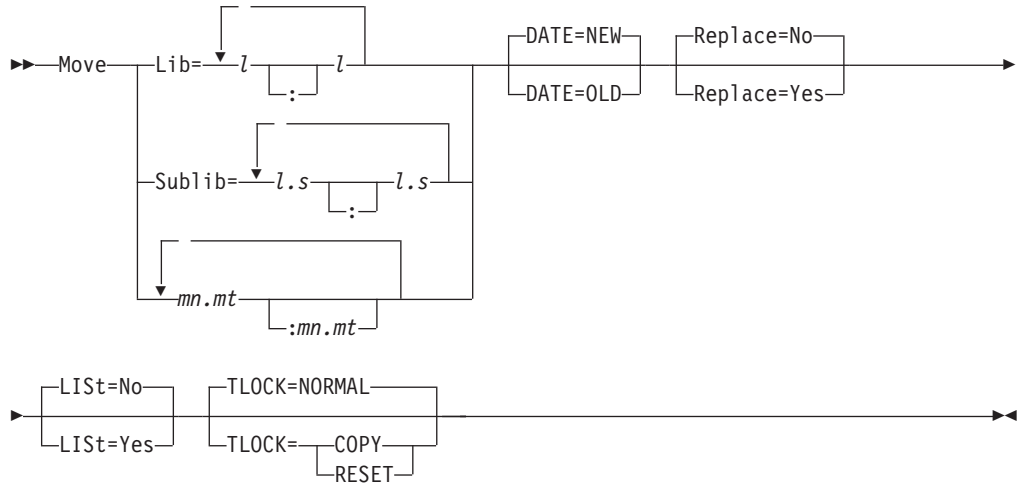 DATE=NEW Replace=No
Move Lib= l l
: DATE=OLD Replace=Yes
Sublib= l.s l.s
:
mn.mt
:mn.mt
LISt=No TLOCK=NORMAL
LISt=Yes TLOCK= COPY
RESET